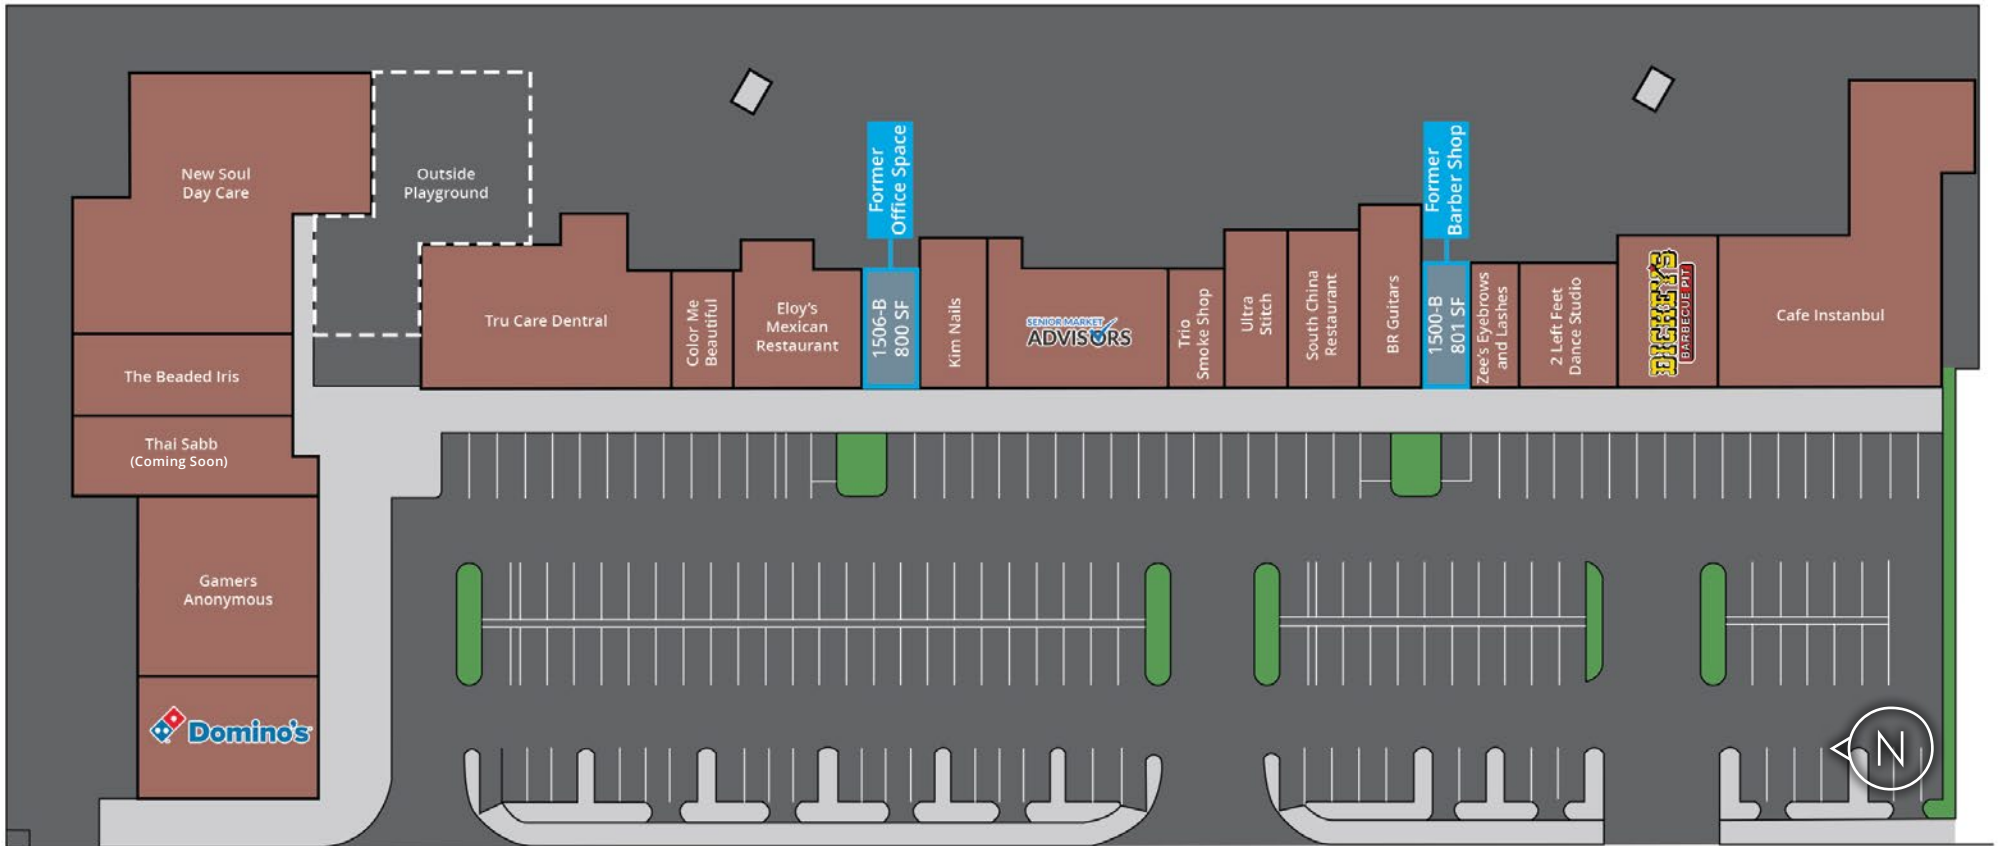 New Soul
Day Care
Outside
Playground
The Beaded Iris
Thai Sabb
(Coming Soon)
Gamers
Anonymous
Domino's
Tru Care Dentral
Color Me
Beautiful
Eloy's
Mexican
Restaurant
Former
Office Space
1506-B
800 SF
Kim Nails
SENIOR MARKET
ADVISORS
Trio
Smoke Shop
Ultra
Stitch
South China
Restaurant
BR Guitars
Former
Barber Shop
1500-B
801 SF
Zee's Eyebrows
and Lashes
2 Left Feet
Dance Studio
DICKEY'S
BARBECUE PIT
Cafe Instanbul
N